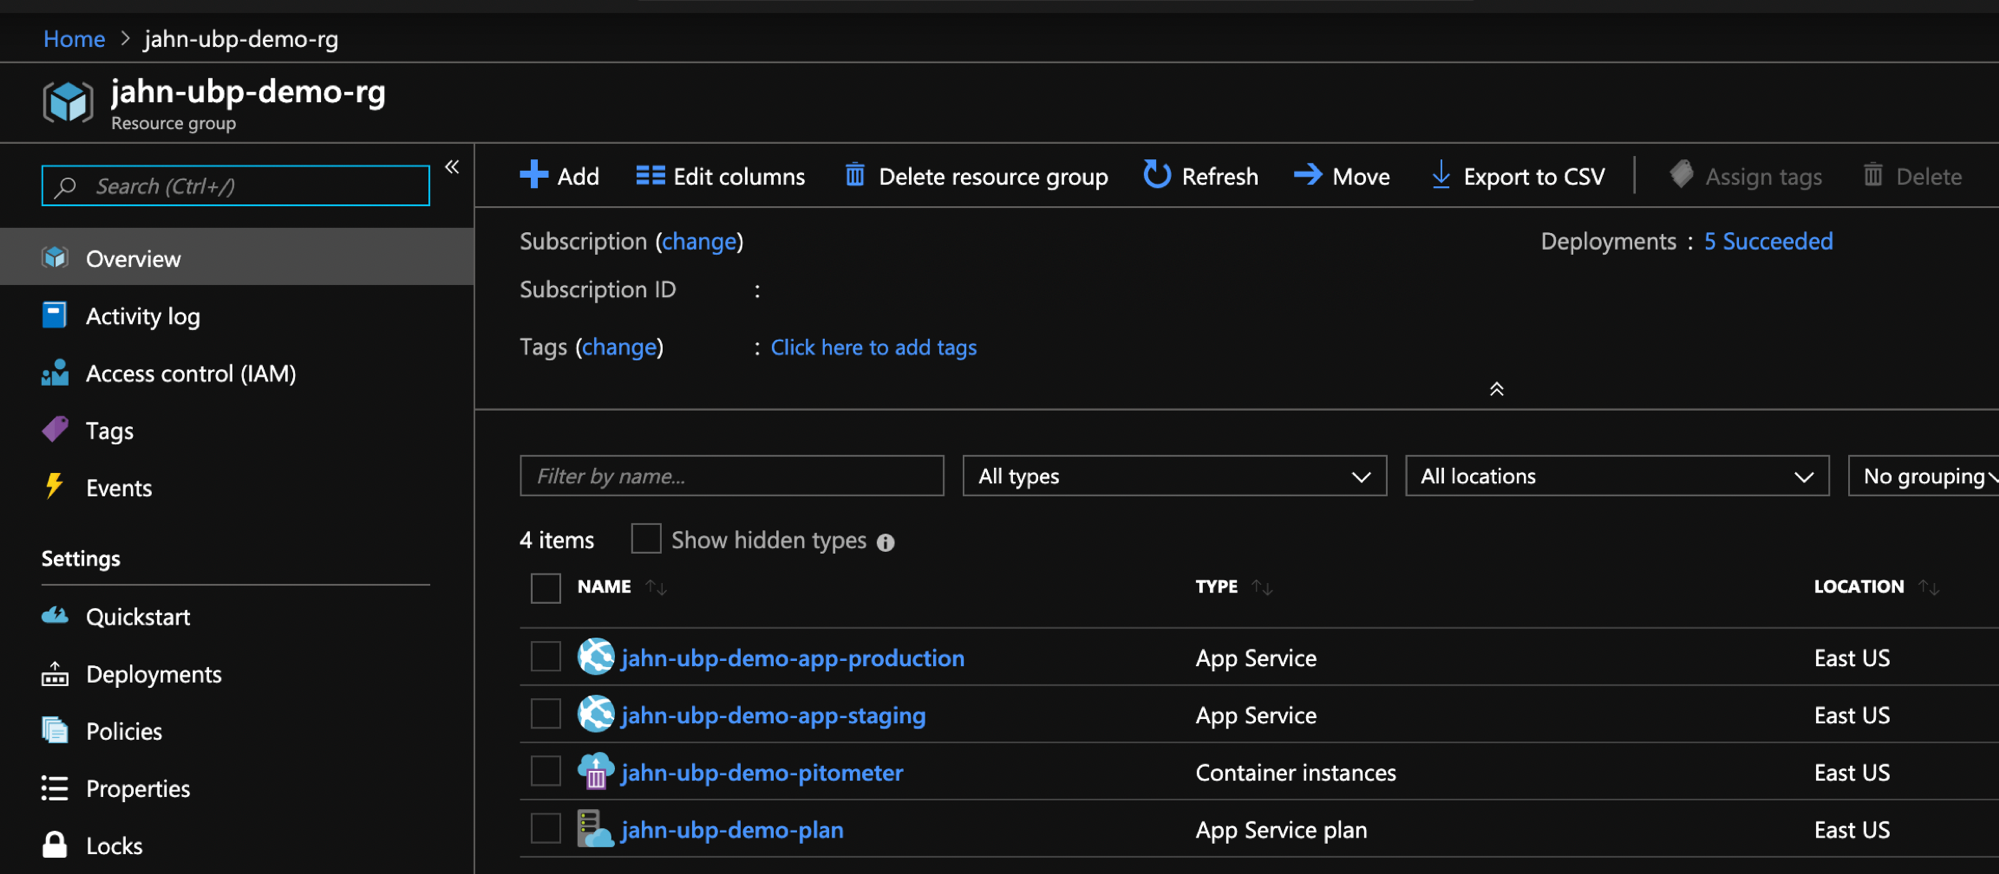 Home > jahn-ubp-demo-rg
jahn-ubp-demo-rg
Resource group
Search (Ctrl+/)
«
Overview
Activity log
Access control (IAM)
Tags
Events
Settings
Quickstart
Deployments
Policies
Properties
Locks
Add Edit columns Delete resource group Refresh Move Export to CSV Assign tags Delete
Subscription (change) Deployments : 5 Succeeded
Subscription ID :
Tags (change) : Click here to add tags
Filter by name... All types All locations No grouping
4 items Show hidden types
NAME TYPE LOCATION
jahn-ubp-demo-app-production App Service East US
jahn-ubp-demo-app-staging App Service East US
jahn-ubp-demo-pitometer Container instances East US
jahn-ubp-demo-plan App Service plan East US